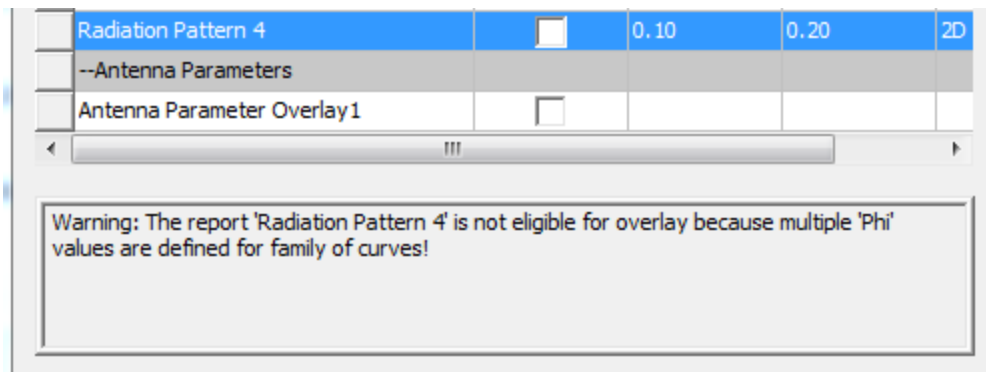 Radiation Pattern 4 0.10 0.20 2D
--Antenna Parameters
Antenna Parameter Overlay1
Warning: The report 'Radiation Pattern 4' is not eligible for overlay because multiple 'Phi'
values are defined for family of curves!